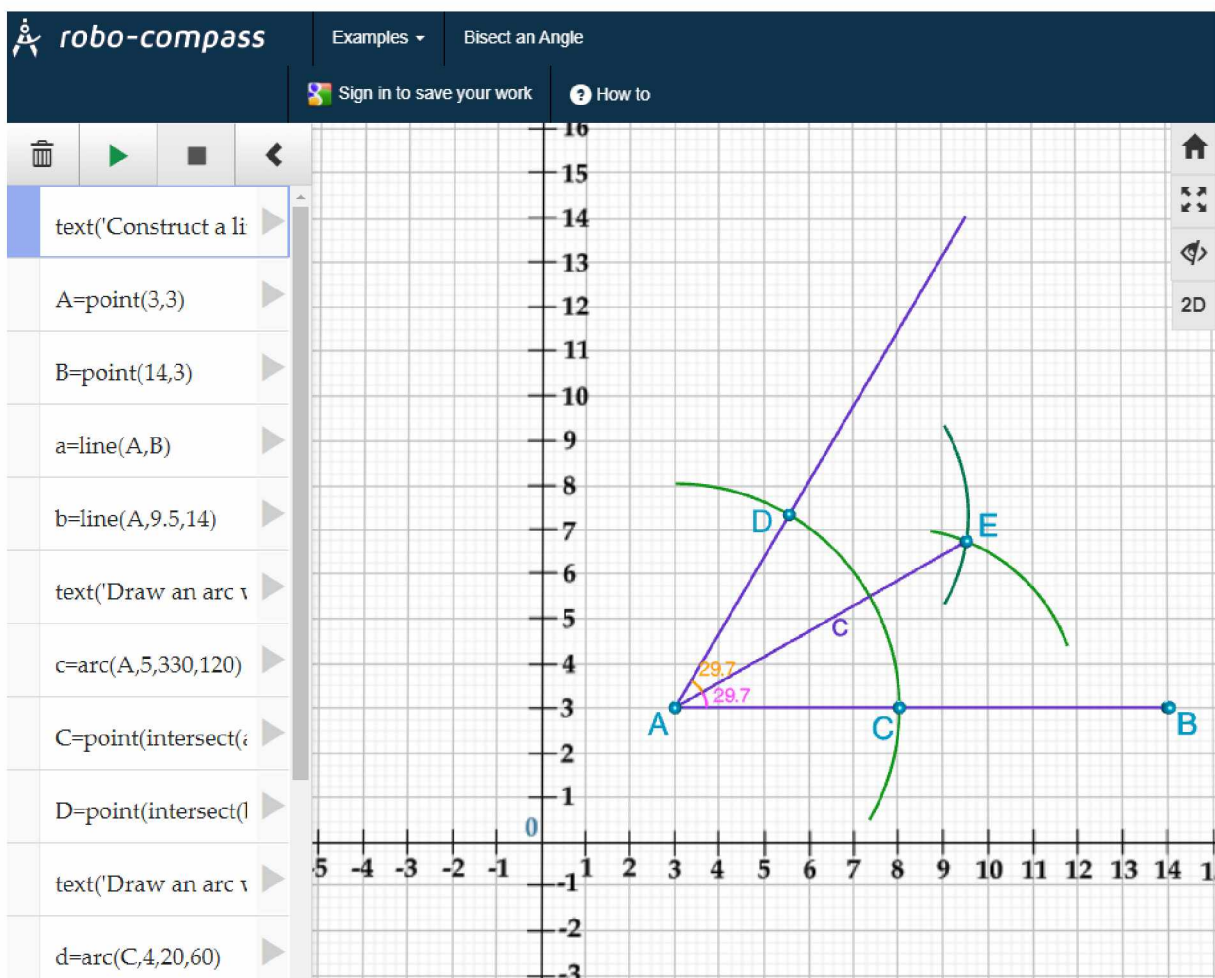 robo-compass Examples Bisect an Angle
Sign in to save your work ? How to
text('Construct a li
A=point(3,3)
B=point(14,3)
a=line(A,B)
b=line(A,9.5,14)
text('Draw an arc
c=arc(A,5,330,120)
C=point(intersect(
D=point(intersect(
text('Draw an arc
d=arc(C,4,20,60)
2D
16
15
14
13
12
11
10
9
8
7
6
5
4
3
2
1
0
-5 -4 -3 -2 -1 1 2 3 4 5 6 7 8 9 10 11 12 13 14 1
-1
-2
-3
D
E
C
29.7
29.7
A
C
B